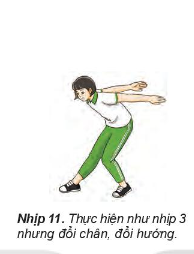 Nhịp 11. Thực hiện như nhịp 3
nhưng đổi chân, đổi hướng.